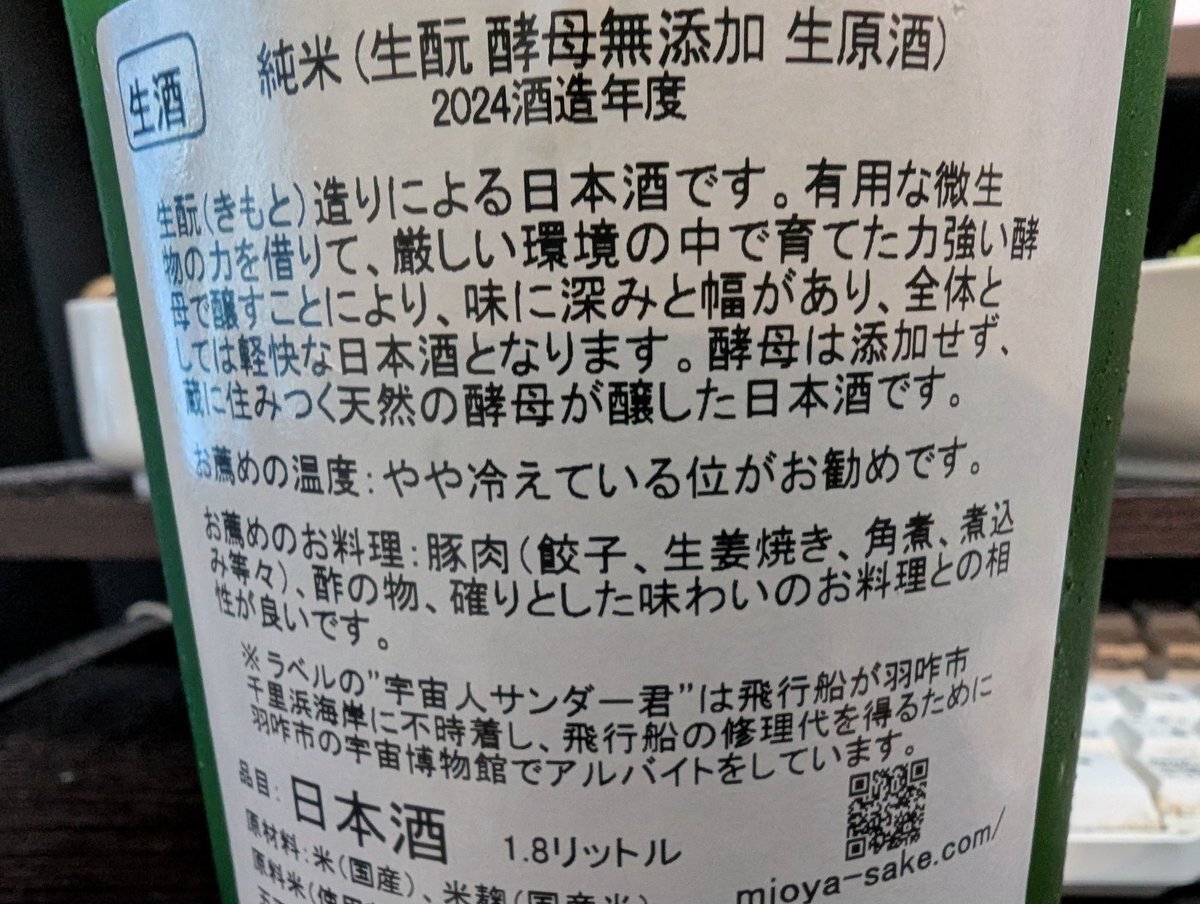 生酒
純米（生酛 酵母無添加 生原酒）
2024酒造年度
生酛(きもと)造りによる日本酒です。有用な微生
物の力を借りて、厳しい環境の中で育てた力強い酵
母で醸すことにより、味に深みと幅があり、全体と
しては軽快な日本酒となります。酵母は添加せず、
蔵に住みつく天然の酵母が醸した日本酒です。
お薦めの温度：やや冷えている位がお勧めです。
お薦めのお料理：豚肉（餃子、生姜焼き、角煮、煮込
み等々)、酢の物、確りとした味わいのお料理との相
性が良いです。
※ラベルの"宇宙人サンダー君"は飛行船が羽咋市
千里浜海岸に不時着し、飛行船の修理代を得るために
羽咋市の宇宙博物館でアルバイトをしています。
品目：日本酒 1.8リットル
原材料：米(国産)、米麹(国産米)
原料米(使用
mioya-sake.com/